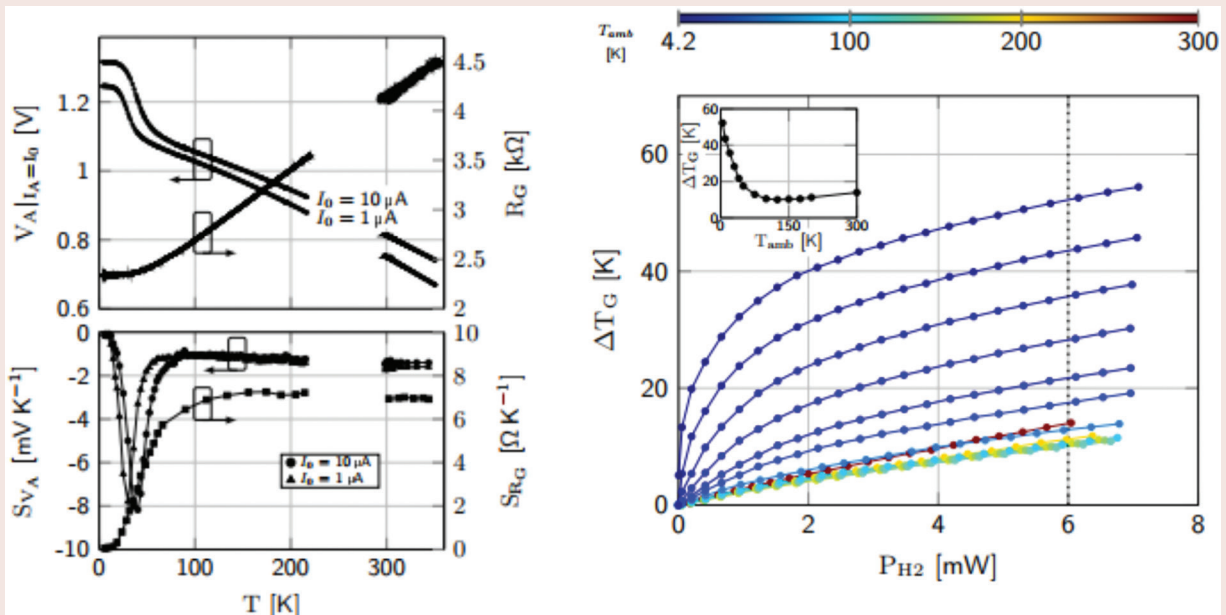 V_A|I_A=I_0 [V]
1.2
1
0.8
0.6
4.5
4
3.5
3
2.5
2
R_G [kΩ]
I_0 = 10 μA
I_0 = 1 μA
S_V_A [mV K⁻¹]
0
-2
-4
-6
-8
-10
10
8
6
4
2
0
S_R_G [Ω K⁻¹]
I_0 = 10 μA
I_0 = 1 μA
0 100 200 300
T [K]
T_amb
[K]
4.2 100 200 300
ΔT_G [K]
60
40
20
0
ΔT_G [K]
60
40
20
0
0 150 300
T_amb [K]
0 2 4 6 8
P_H2 [mW]